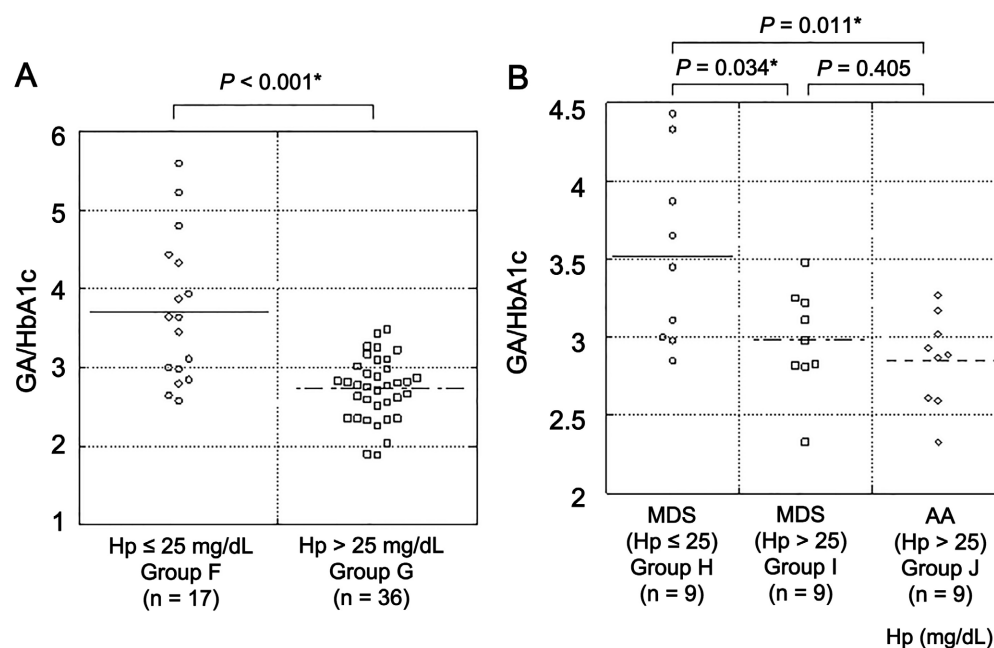 A
P < 0.001*
GA/HbA1c
6
5
4
3
2
1
Hp ≤ 25 mg/dL
Group F
(n = 17)
Hp > 25 mg/dL
Group G
(n = 36)
B
P = 0.011*
P = 0.034*
P = 0.405
GA/HbA1c
4.5
4
3.5
3
2.5
2
MDS
(Hp ≤ 25)
Group H
(n = 9)
MDS
(Hp > 25)
Group I
(n = 9)
AA
(Hp > 25)
Group J
(n = 9)
Hp (mg/dL)